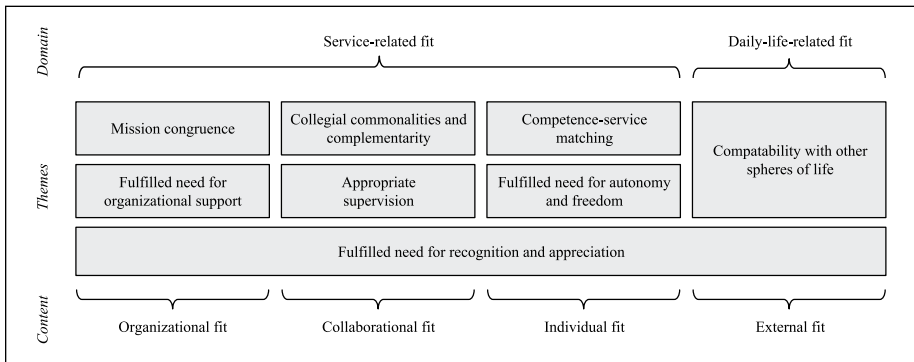 Domain
Service-related fit
Daily-life-related fit
Themes
Mission congruence
Collegial commonalities and
complementarity
Competence-service
matching
Compatability with other
spheres of life
Fulfilled need for
organizational support
Appropriate
supervision
Fulfilled need for autonomy
and freedom
Fulfilled need for recognition and appreciation
Content
Organizational fit
Collaborational fit
Individual fit
External fit